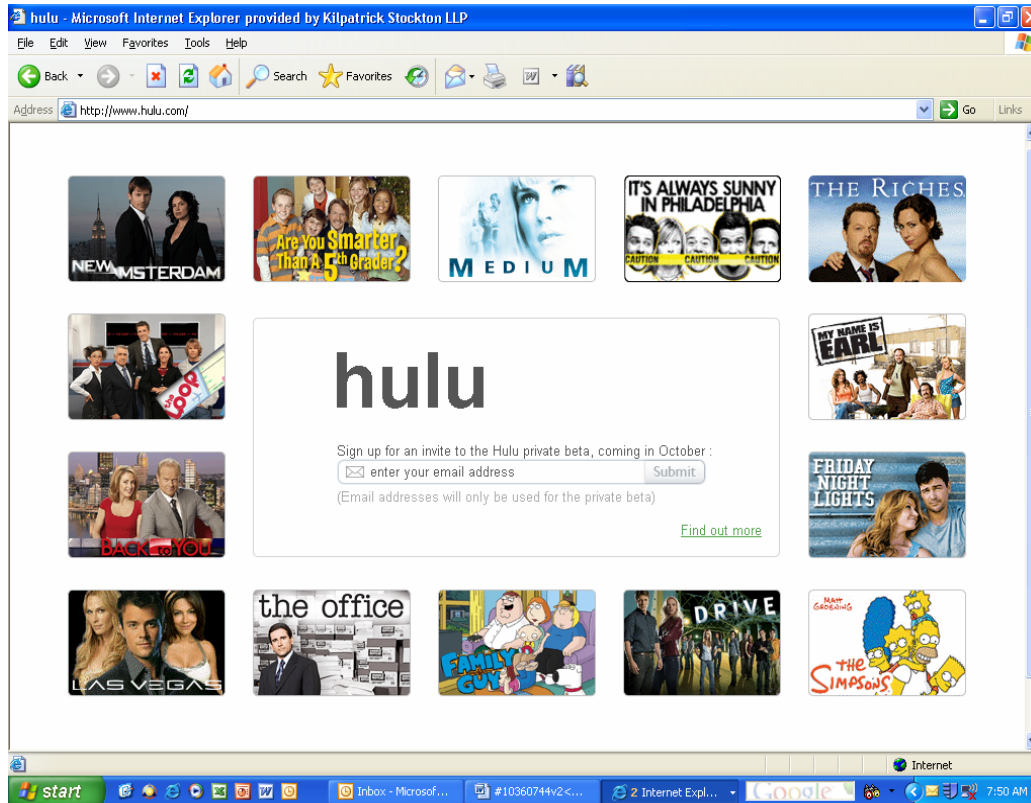 hulu - Microsoft Internet Explorer provided by Kilpatrick Stockton LLP
File Edit View Favorites Tools Help
Back Search Favorites
Address http://www.hulu.com/ Go Links
NEW AMSTERDAM
Are You Smarter
Than A 5th Grader?
MEDIUM
IT'S ALWAYS SUNNY
IN PHILADELPHIA
CAUTION CAUTION CAUTION
THE RICHES
loop
hulu
Sign up for an invite to the Hulu private beta, coming in October :
enter your email address Submit
(Email addresses will only be used for the private beta)
Find out more
MY NAME IS
EARL
BACK TO YOU
FRIDAY
NIGHT
LIGHTS
LAS VEGAS
the office
FAMILY
GUY
DRIVE
MATT
GROENING
THE
SIMPSONS
Internet
start Inbox - Microsof... #10360744v2<... 2 Internet Expl... Google 7:50 AM